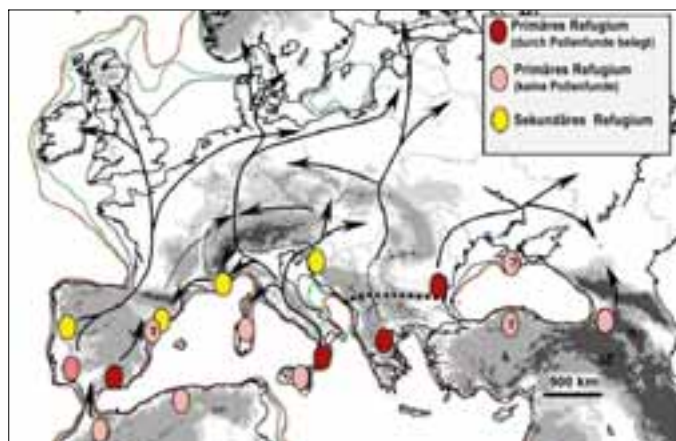 Primäres Refugium
(durch Pollenfunde belegt)
Primäres Refugium
(keine Pollenfunde)
Sekundäres Refugium
?
?
?
500 km